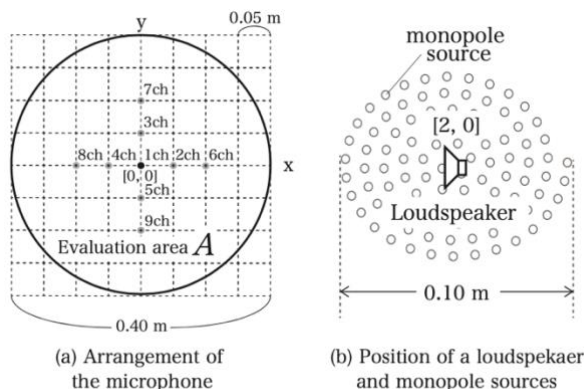 0.05 m
y
x
7ch
3ch
8ch 4ch 1ch 2ch 6ch
[0, 0]
5ch
9ch
Evaluation area A
0.40 m
(a) Arrangement of
the microphone
monopole
source
[2, 0]
Loudspeaker
0.10 m
(b) Position of a loudspekaer
and monopole sources